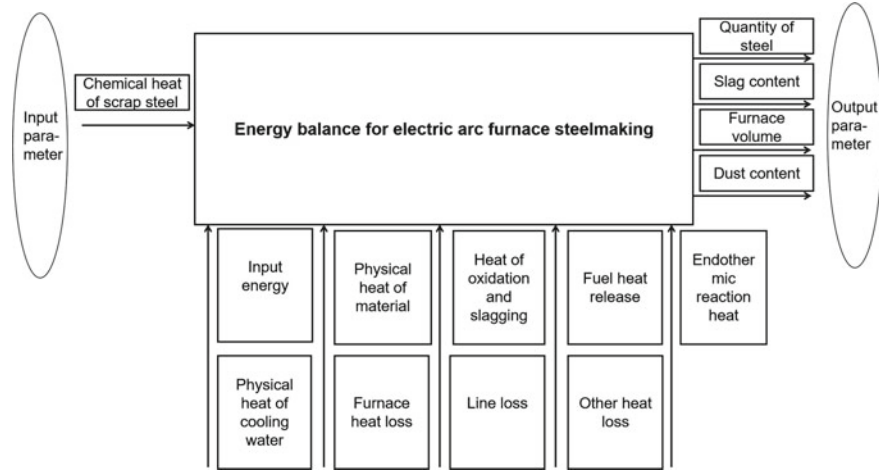 Input
para-
meter
Chemical heat
of scrap steel
Energy balance for electric arc furnace steelmaking
Quantity of
steel
Slag content
Furnace
volume
Dust content
Output
para-
meter
Input
energy
Physical
heat of
material
Heat of
oxidation
and
slagging
Fuel heat
release
Endother
mic
reaction
heat
Physical
heat of
cooling
water
Furnace
heat loss
Line loss
Other heat
loss